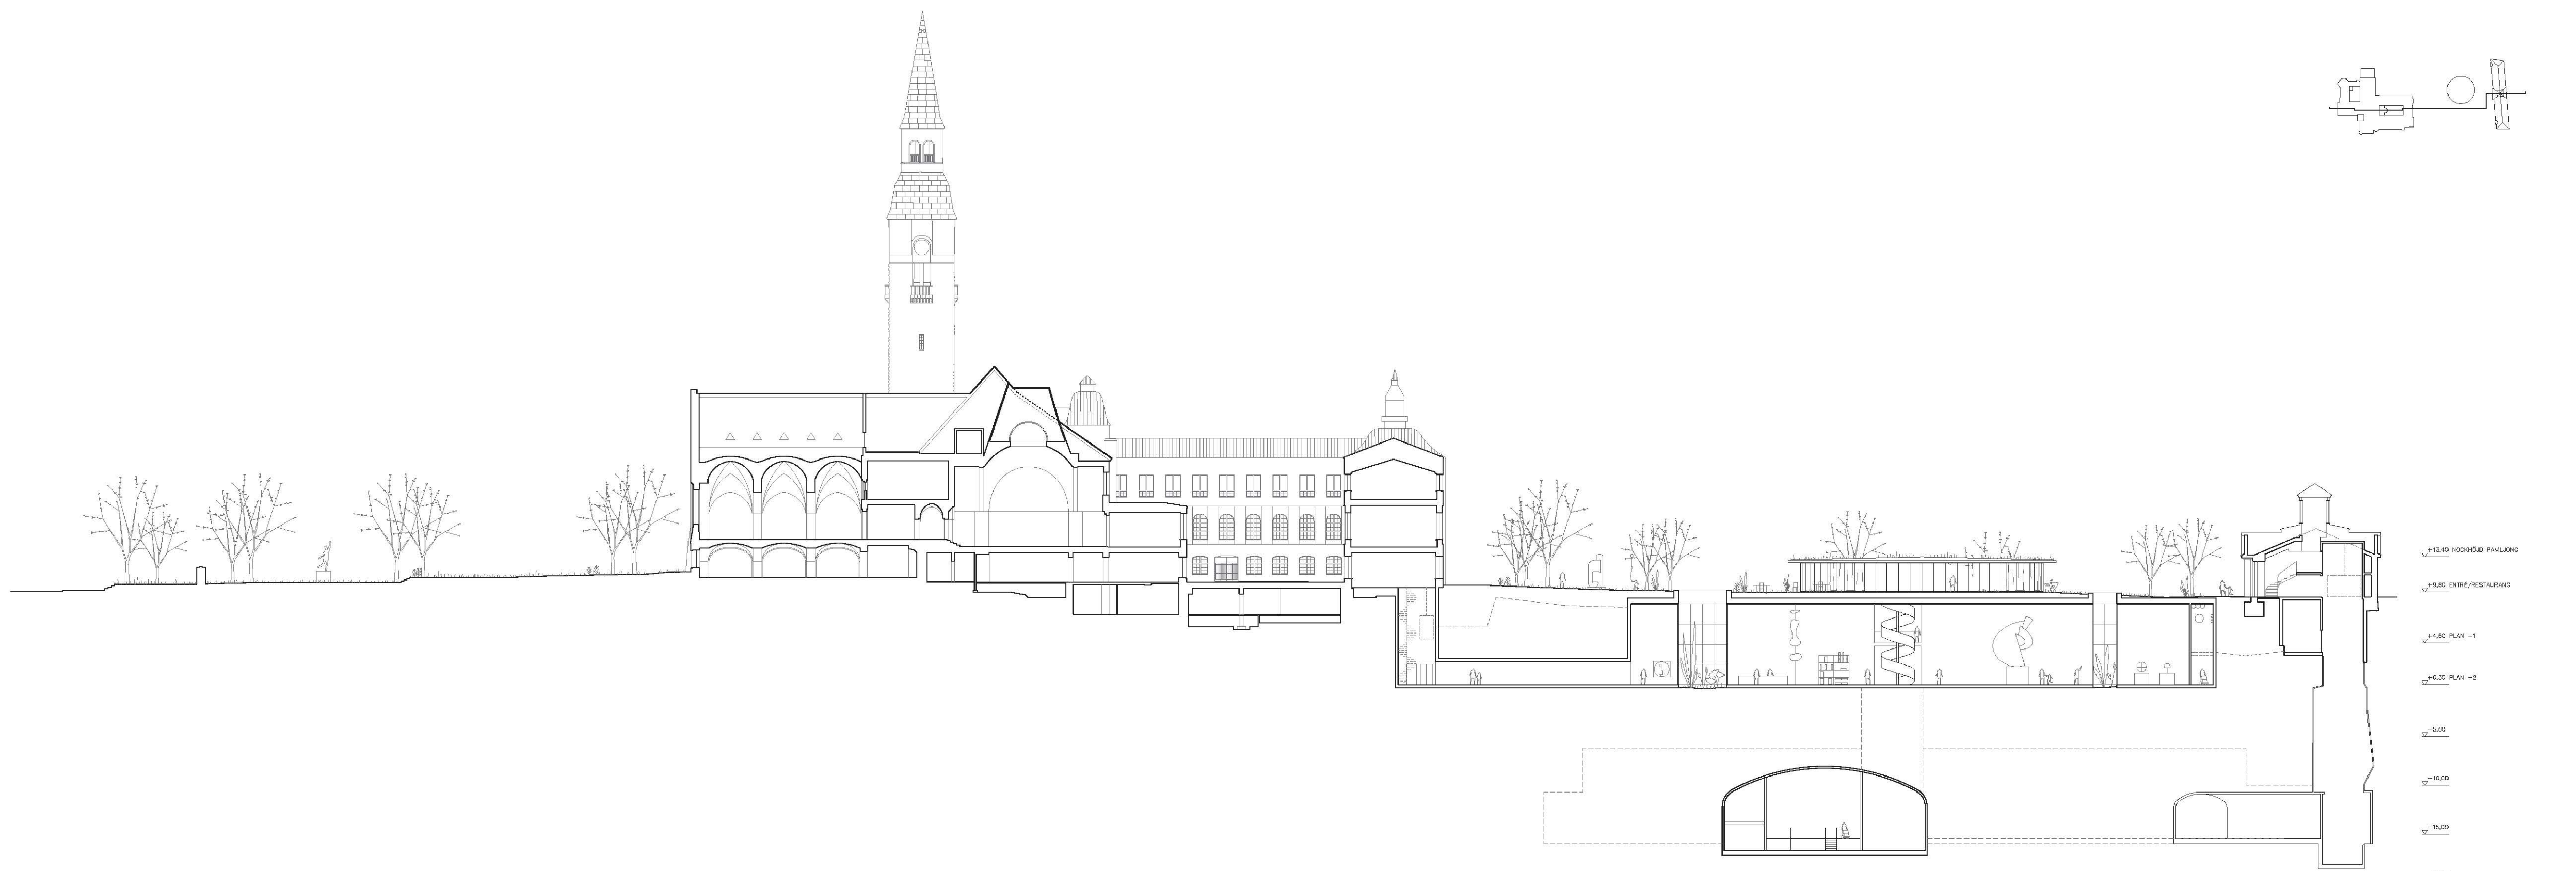 +13,40 NOCKHÖJD PAVILJONG
+9,80 ENTRÉ/RESTAURANG
+4,60 PLAN -1
+0,30 PLAN -2
-5,00
-10,00
-15,00